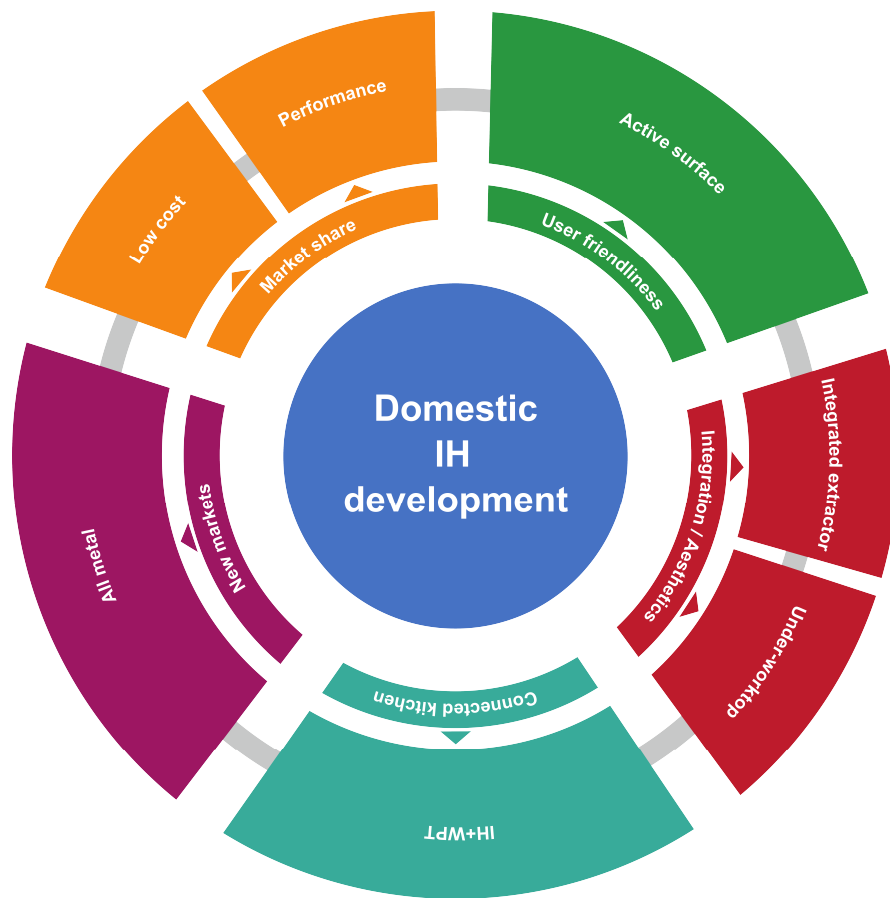 Domestic
IH
development
Performance
Low cost
Market share
Active surface
User friendliness
Integrated extractor
Under-worktop
Integration / Aesthetics
Connected kitchen
IH+WPT
New markets
All metal